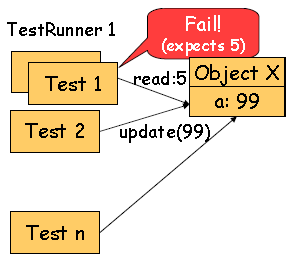 Fail!
(expects 5)
TestRunner 1
Test 1
read:5
Object X
a: 99
Test 2
update(99)
Test n